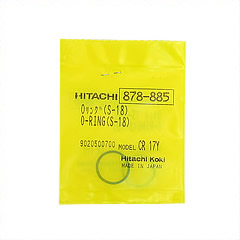 HITACHI 878-885
Oリング(S-18)
O-RING(S-18)
9020500700 MODEL CR 17Y
Hitachi Koki
MADE IN JAPAN